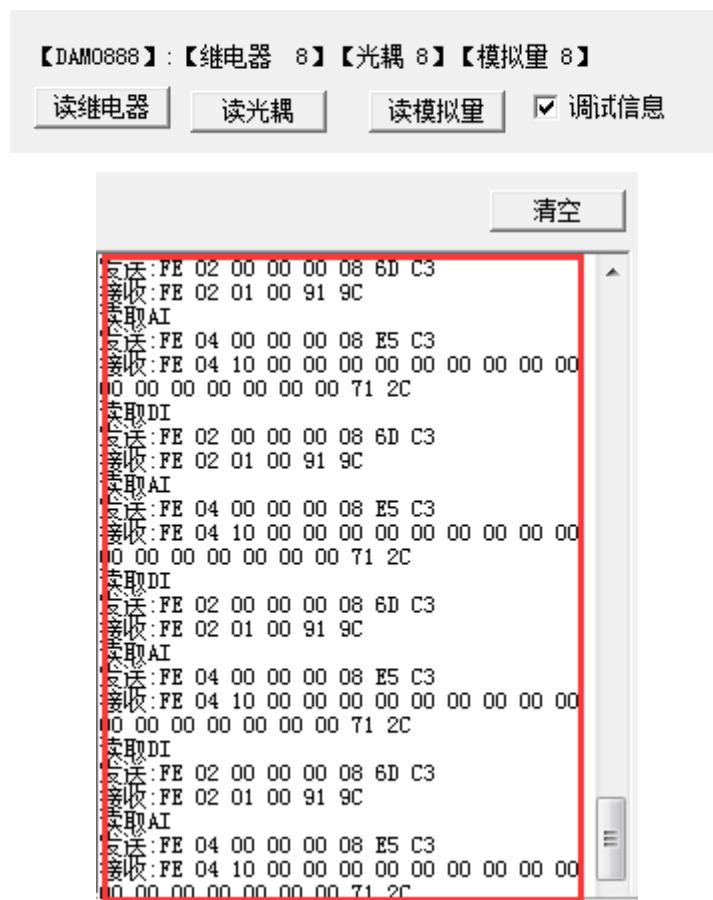 【DAM0888】:【继电器 8】【光耦 8】【模拟量 8】
读继电器 读光耦 读模拟量 调试信息
清空
发送:FE 02 00 00 00 08 6D C3
接收:FE 02 01 00 91 9C
读取AI
发送:FE 04 00 00 00 08 E5 C3
接收:FE 04 10 00 00 00 00 00 00 00 00 00
00 00 00 00 00 00 00 71 2C
读取DI
发送:FE 02 00 00 00 08 6D C3
接收:FE 02 01 00 91 9C
读取AI
发送:FE 04 00 00 00 08 E5 C3
接收:FE 04 10 00 00 00 00 00 00 00 00 00
00 00 00 00 00 00 00 71 2C
读取DI
发送:FE 02 00 00 00 08 6D C3
接收:FE 02 01 00 91 9C
读取AI
发送:FE 04 00 00 00 08 E5 C3
接收:FE 04 10 00 00 00 00 00 00 00 00 00
00 00 00 00 00 00 00 71 2C
读取DI
发送:FE 02 00 00 00 08 6D C3
接收:FE 02 01 00 91 9C
读取AI
发送:FE 04 00 00 00 08 E5 C3
接收:FE 04 10 00 00 00 00 00 00 00 00 00
00 00 00 00 00 00 00 71 2C